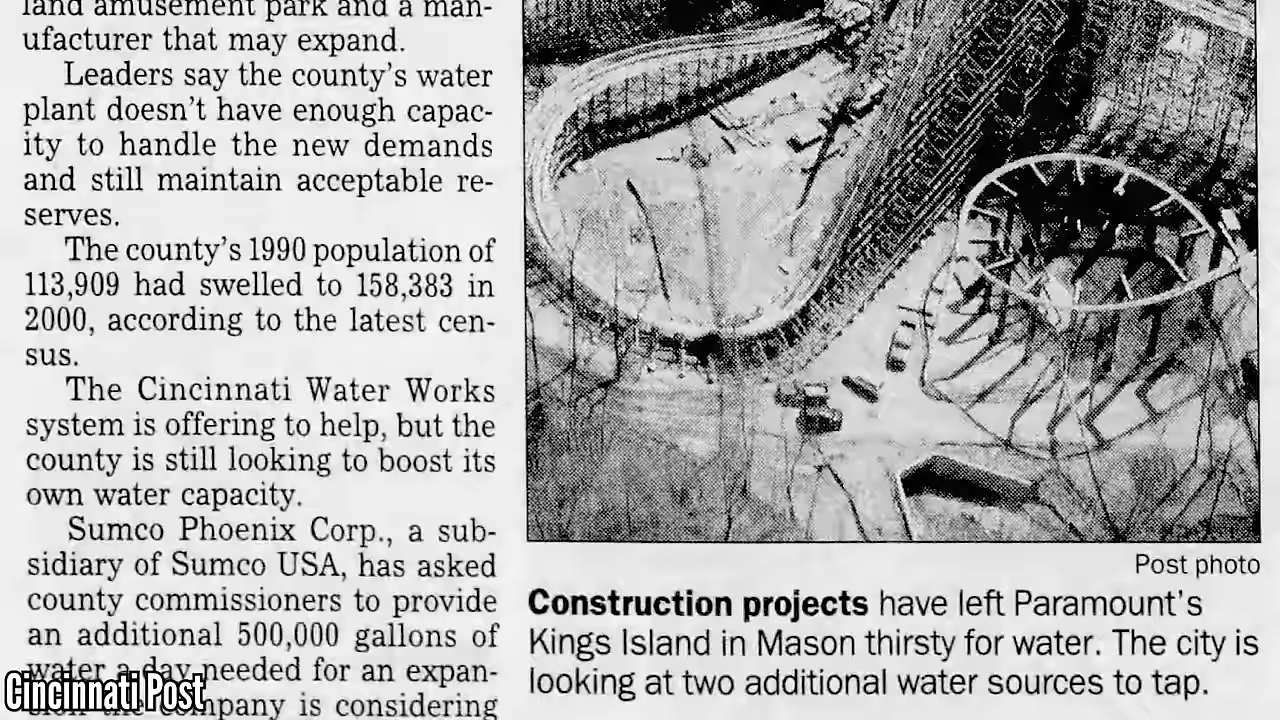 land amusement park and a man-
ufacturer that may expand.
Leaders say the county's water
plant doesn't have enough capac-
ity to handle the new demands
and still maintain acceptable re-
serves.
The county's 1990 population of
113,909 had swelled to 158,383 in
2000, according to the latest cen-
sus.
The Cincinnati Water Works
system is offering to help, but the
county is still looking to boost its
own water capacity.
Sumco Phoenix Corp., a sub-
sidiary of Sumco USA, has asked
county commissioners to provide
an additional 500,000 gallons of
water a day needed for an expan-
sion the company is considering
Post photo
Construction projects have left Paramount's
Kings Island in Mason thirsty for water. The city is
looking at two additional water sources to tap.
Cincinnati Post